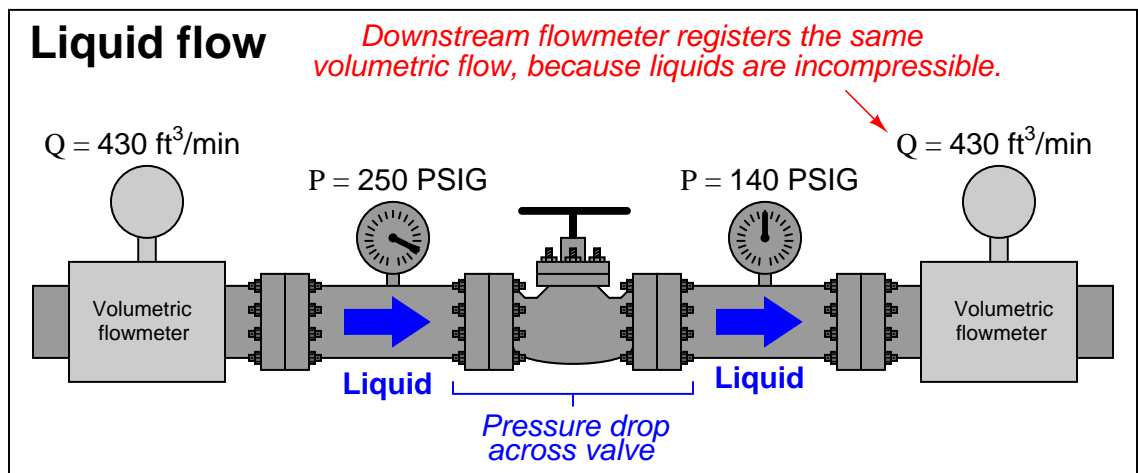 Liquid flow
Downstream flowmeter registers the same
volumetric flow, because liquids are incompressible.
Q = 430 ft³/min
Q = 430 ft³/min
P = 250 PSIG
P = 140 PSIG
Volumetric
flowmeter
Volumetric
flowmeter
Liquid
Liquid
Pressure drop
across valve